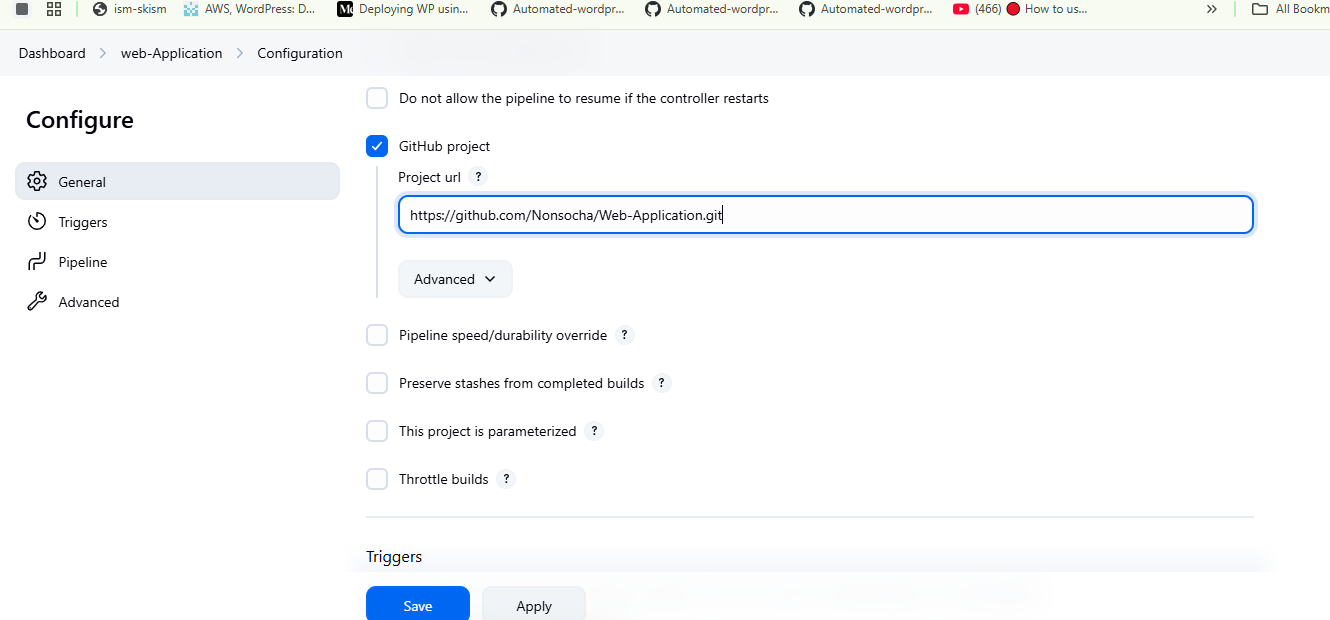 ism-skism AWS, WordPress: D... Deploying WP usin... Automated-wordpr... Automated-wordpr... Automated-wordpr... (466) How to us... » All Bookm
Dashboard > web-Application > Configuration
Configure
General
Triggers
Pipeline
Advanced
Do not allow the pipeline to resume if the controller restarts
GitHub project
Project url ?
https://github.com/Nonsocha/Web-Application.git
Advanced
Pipeline speed/durability override ?
Preserve stashes from completed builds ?
This project is parameterized ?
Throttle builds ?
Triggers
Save Apply